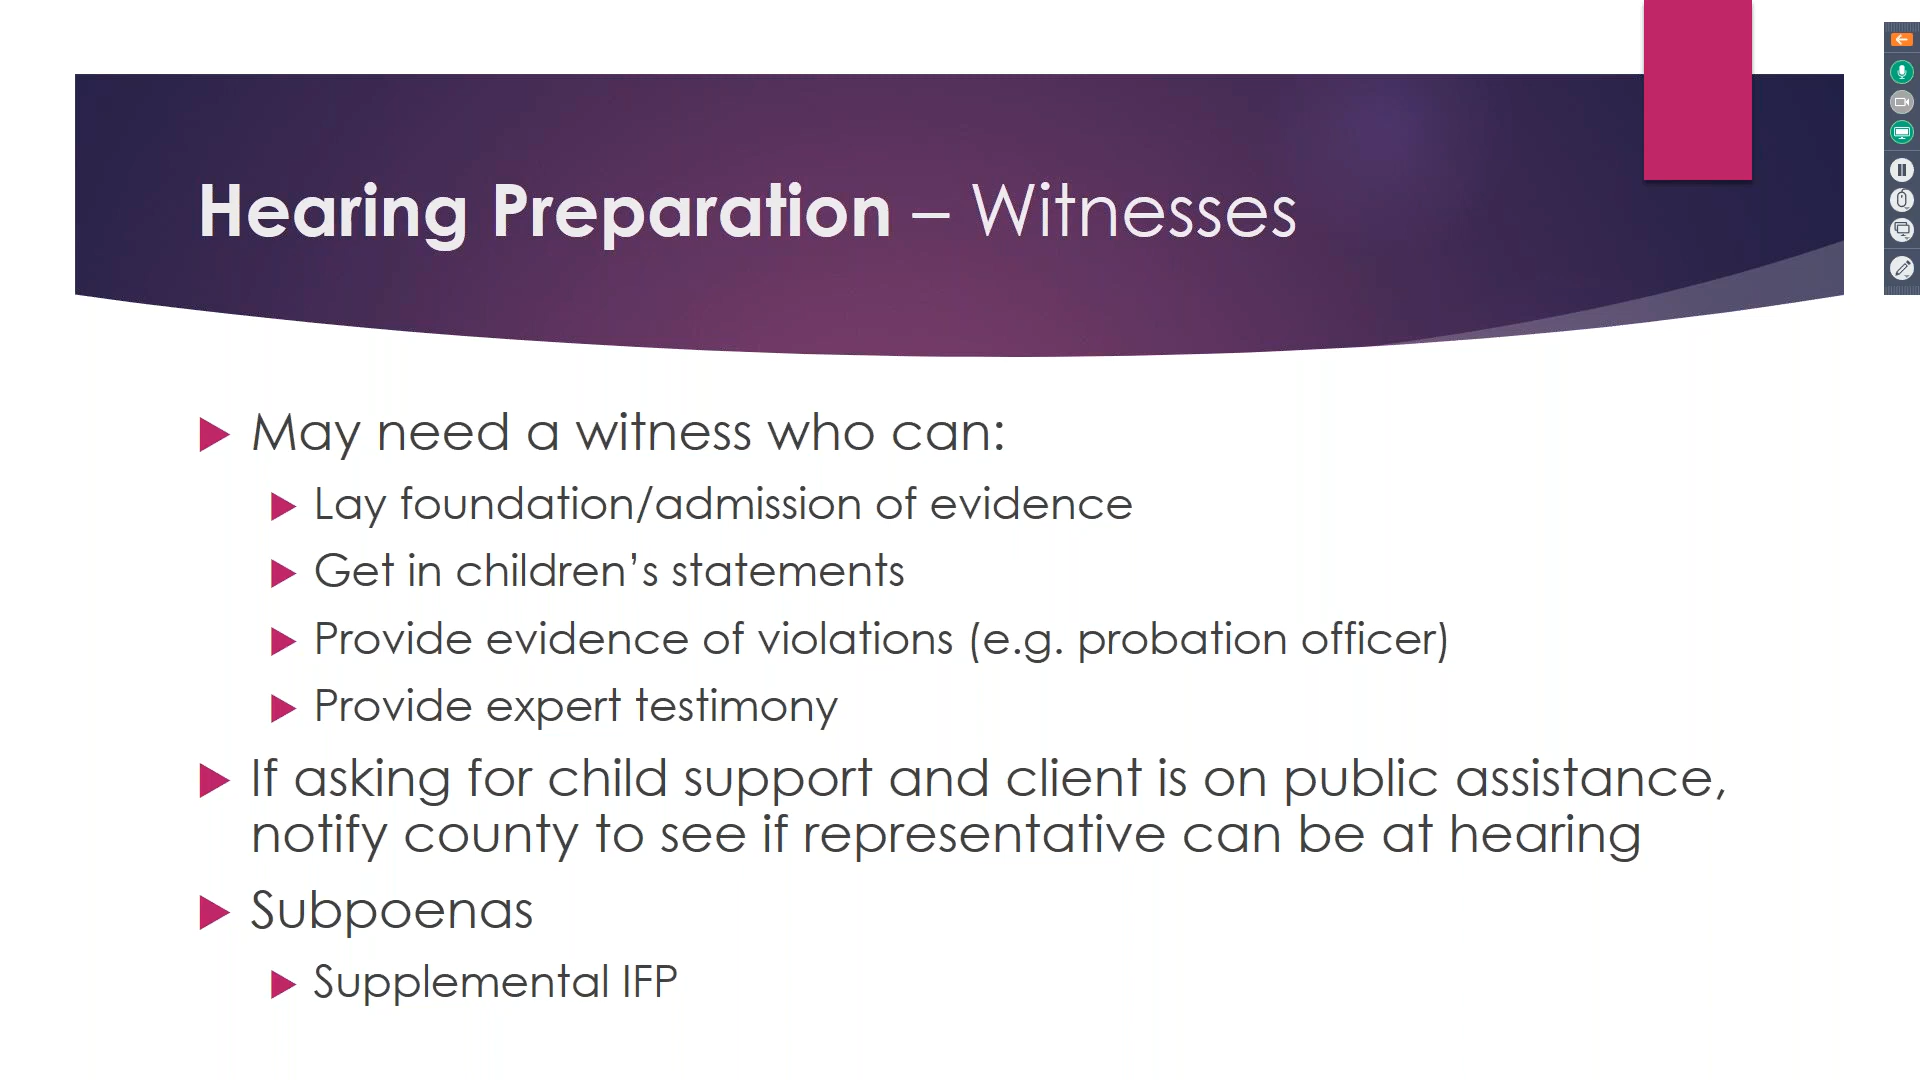 Hearing Preparation – Witnesses
May need a witness who can:
Lay foundation/admission of evidence
Get in children’s statements
Provide evidence of violations (e.g. probation officer)
Provide expert testimony
If asking for child support and client is on public assistance,
notify county to see if representative can be at hearing
Subpoenas
Supplemental IFP